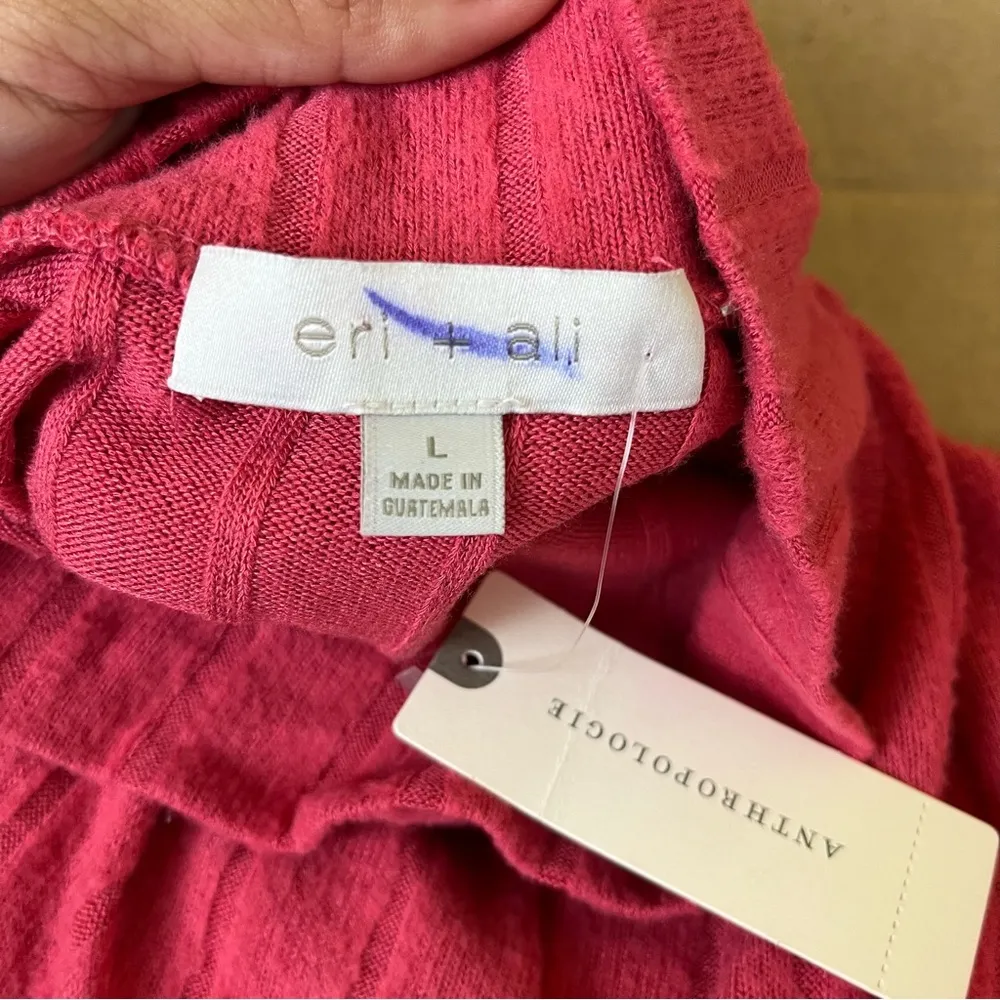 eri + ali
L
MADE IN
GUATEMALA
ANTHROPOLOGIE